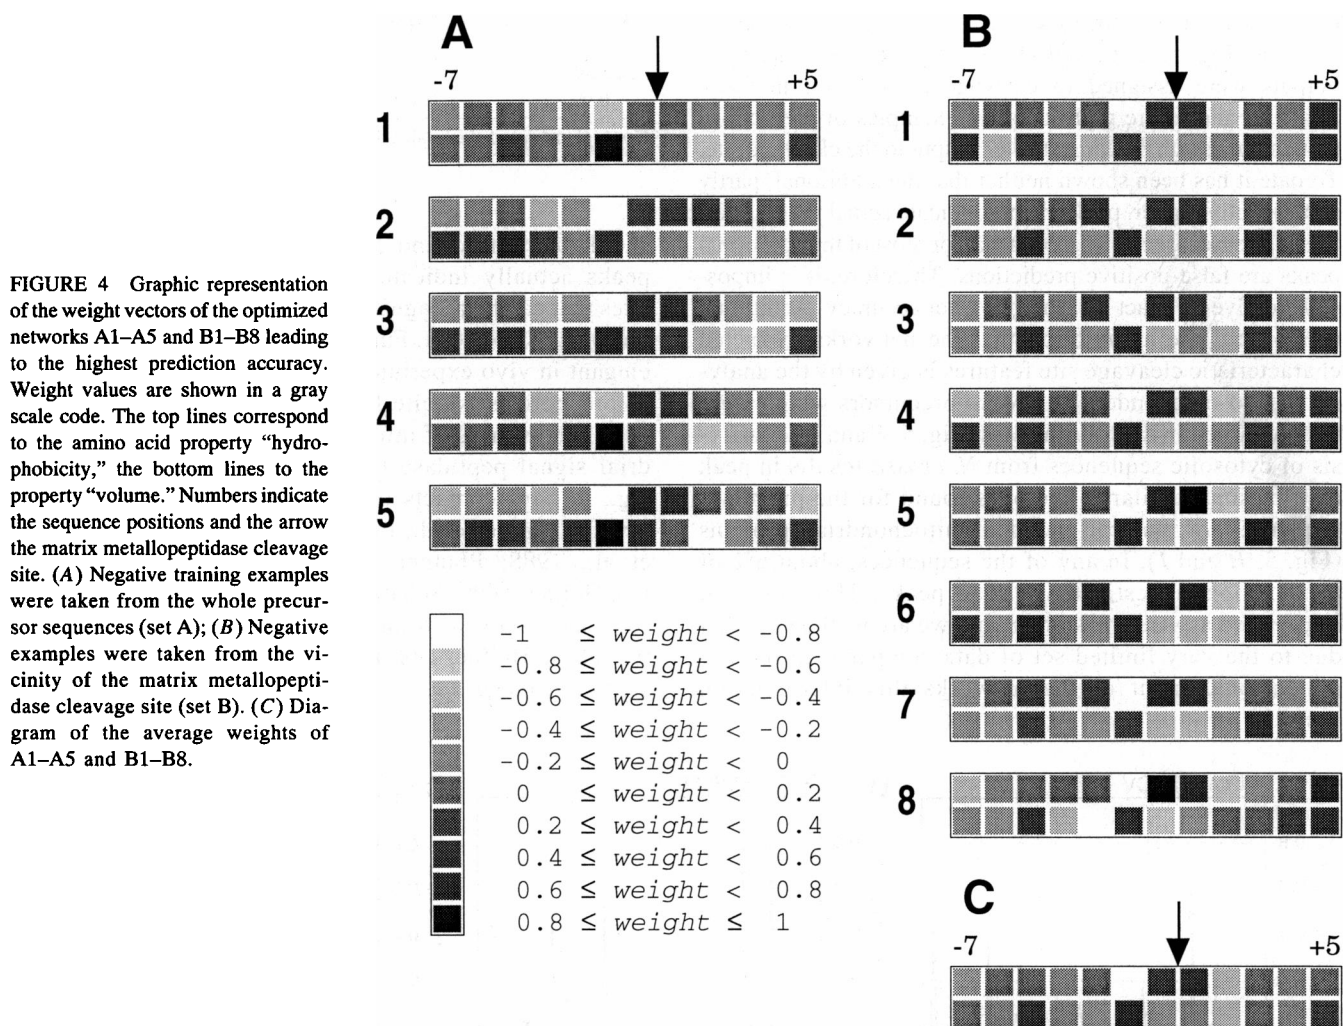 FIGURE 4 Graphic representation
of the weight vectors of the optimized
networks A1–A5 and B1–B8 leading
to the highest prediction accuracy.
Weight values are shown in a gray
scale code. The top lines correspond
to the amino acid property “hydro-
phobicity,” the bottom lines to the
property “volume.” Numbers indicate
the sequence positions and the arrow
the matrix metallopeptidase cleavage
site. (A) Negative training examples
were taken from the whole precur-
sor sequences (set A); (B) Negative
examples were taken from the vi-
cinity of the matrix metallopepti-
dase cleavage site (set B). (C) Dia-
gram of the average weights of
A1–A5 and B1–B8.
A
-7 +5
1
2
3
4
5
-1 ≤ weight < -0.8
-0.8 ≤ weight < -0.6
-0.6 ≤ weight < -0.4
-0.4 ≤ weight < -0.2
-0.2 ≤ weight < 0
0 ≤ weight < 0.2
0.2 ≤ weight < 0.4
0.4 ≤ weight < 0.6
0.6 ≤ weight < 0.8
0.8 ≤ weight ≤ 1
B
-7 +5
1
2
3
4
5
6
7
8
C
-7 +5